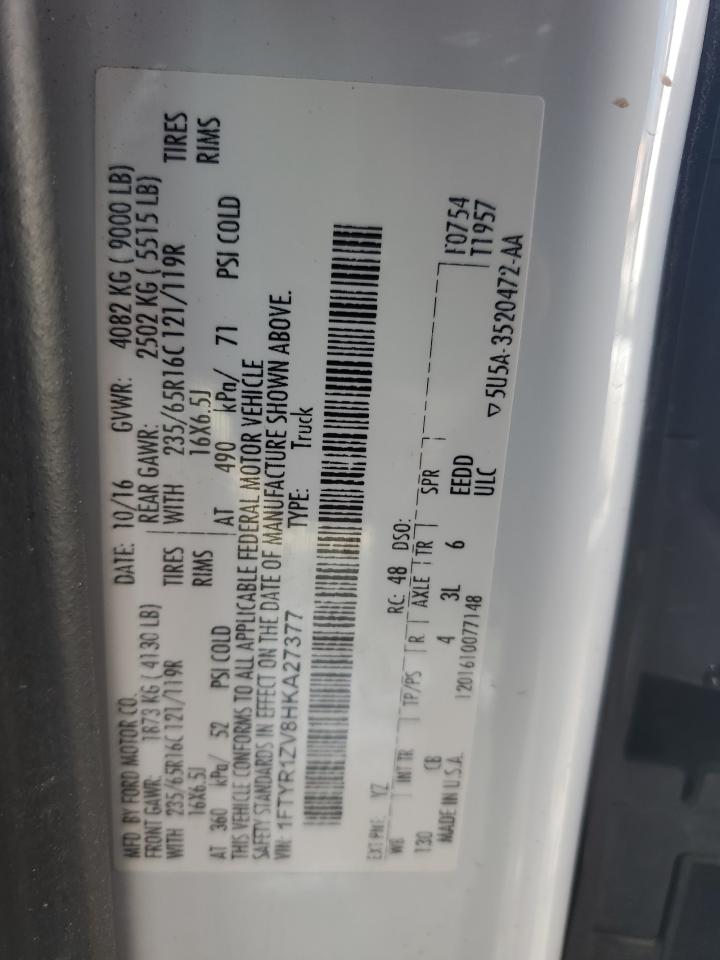 MFD. BY FORD MOTOR CO. DATE: 10/16 GVWR: 4082 KG ( 9000 LB)
FRONT GAWR: 1873 KG ( 4130 LB) REAR GAWR: 2502 KG ( 5515 LB)
WITH 235/65R16C 121/119R TIRES WITH 235/65R16C 121/119R TIRES
16X6.5J RIMS 16X6.5J RIMS
AT 360 kPa/ 52 PSI COLD AT 490 kPa/ 71 PSI COLD
THIS VEHICLE CONFORMS TO ALL APPLICABLE FEDERAL MOTOR VEHICLE
SAFETY STANDARDS IN EFFECT ON THE DATE OF MANUFACTURE SHOWN ABOVE.
VIN: 1FTYR1ZV8HKA27377 TYPE: Truck
EXT PNT: YZ RC: 48 DSO:
WB INT TR TP/PS R AXLE TR SPR F0754
130 CB 4 3L 6 EEDD T1957
MADE IN U.S.A. 1201610077148 ULC
▽5U5A-3520472-AA